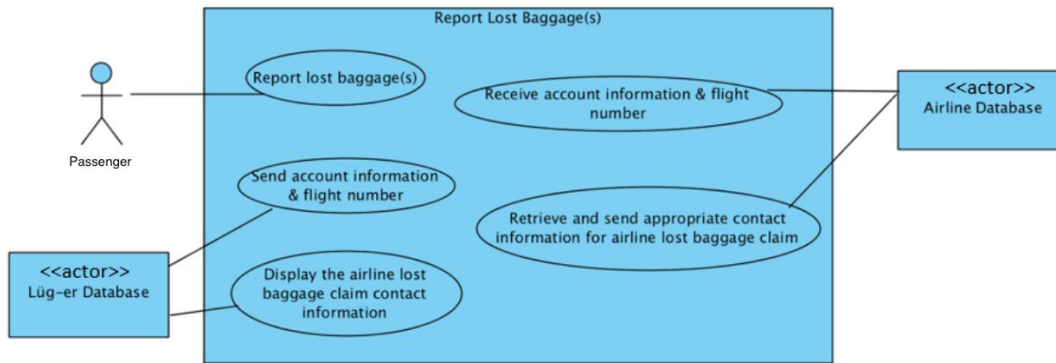 Report Lost Baggage(s)
Report lost baggage(s)
Receive account information & flight
number
<<actor>>
Airline Database
Passenger
Send account information
& flight number
Retrieve and send appropriate contact
information for airline lost baggage claim
<<actor>>
Lüg-er Database
Display the airline lost
baggage claim contact
information